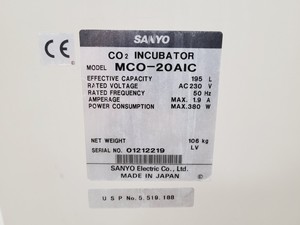 CE
SANYO
CO2 INCUBATOR
MODEL MCO-20AIC
EFFECTIVE CAPACITY 195 L
RATED VOLTAGE AC 230 V
RATED FREQUENCY 50 Hz
AMPERAGE MAX. 1.9 A
POWER CONSUMPTION MAX. 380 W
NET WEIGHT 106 kg
SERIAL NO. 01212219 LV
SANYO Electric Co., Ltd.
MADE IN JAPAN
U S P No. 5.519.188